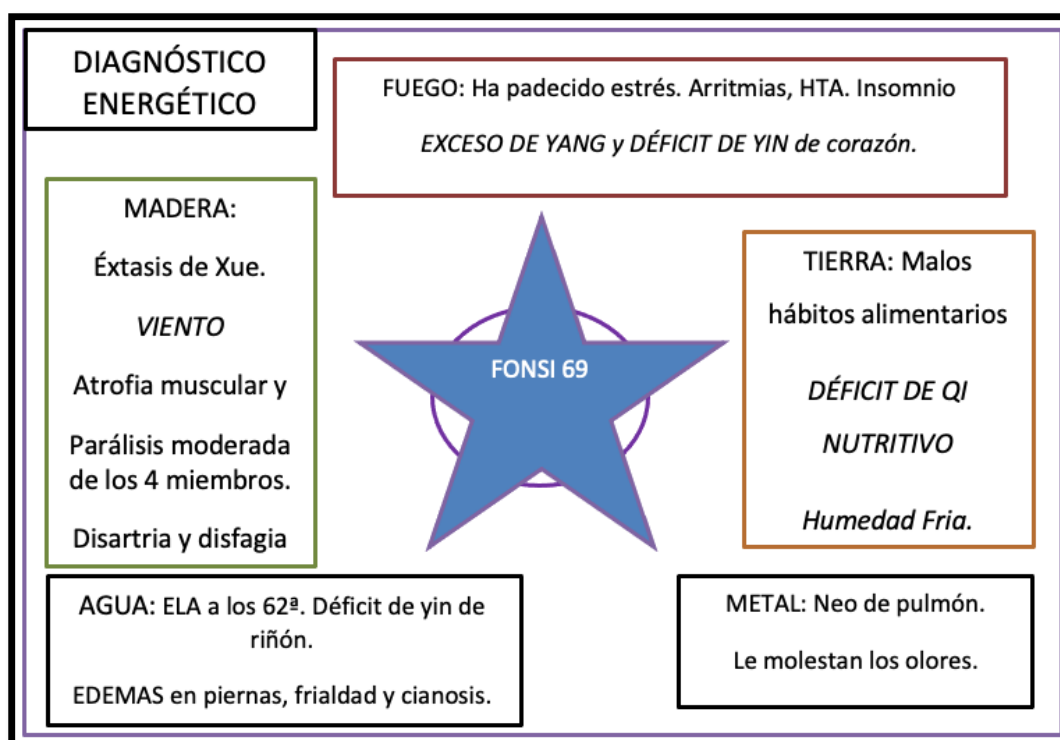 DIAGNÓSTICO
ENERGÉTICO
FUEGO: Ha padecido estrés. Arritmias, HTA. Insomnio
EXCESO DE YANG y DÉFICIT DE YIN de corazón.
MADERA:
Éxtasis de Xue.
VIENTO
Atrofia muscular y
Parálisis moderada
de los 4 miembros.
Disartria y disfagia
FONSI 69
TIERRA: Malos
hábitos alimentarios
DÉFICIT DE QI
NUTRITIVO
Humedad Fria.
AGUA: ELA a los 62ª. Déficit de yin de
riñón.
EDEMAS en piernas, frialdad y cianosis.
METAL: Neo de pulmón.
Le molestan los olores.